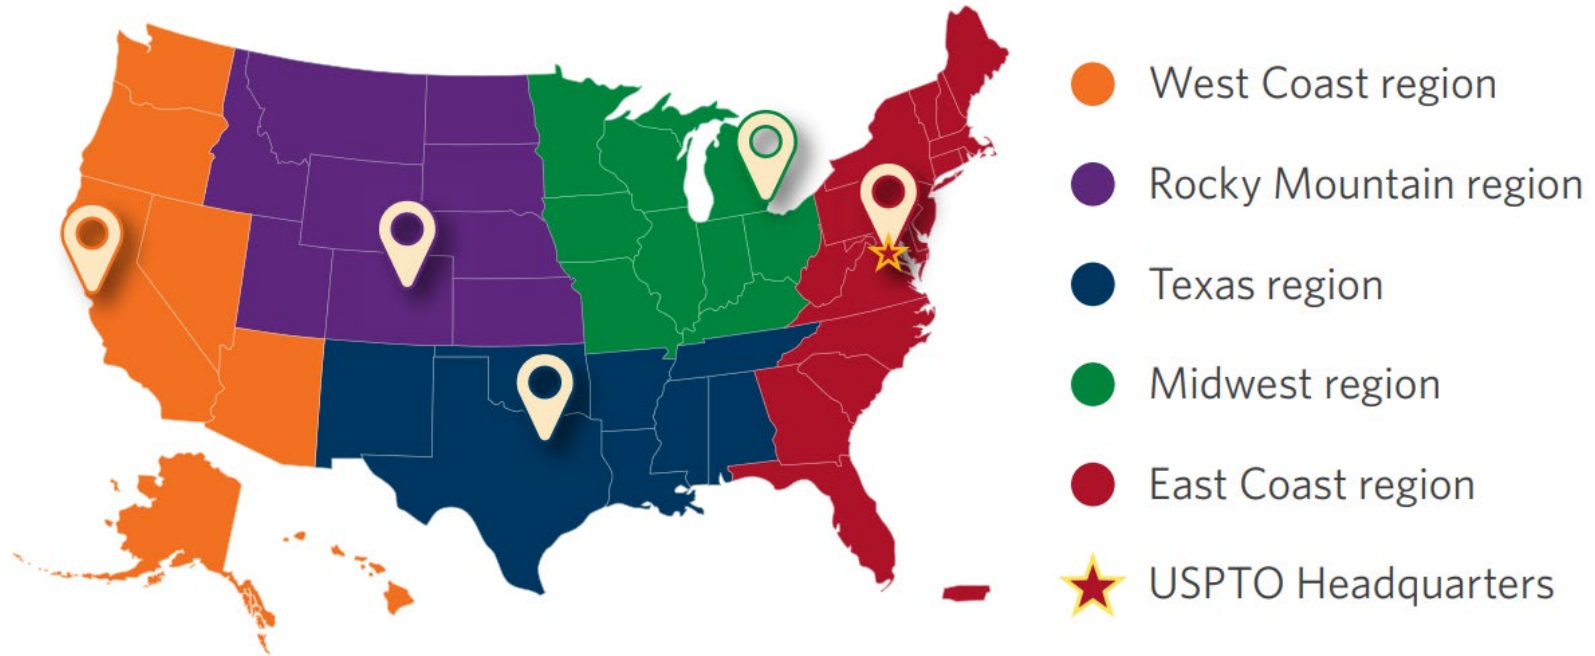 West Coast region
Rocky Mountain region
Texas region
Midwest region
East Coast region
USPTO Headquarters